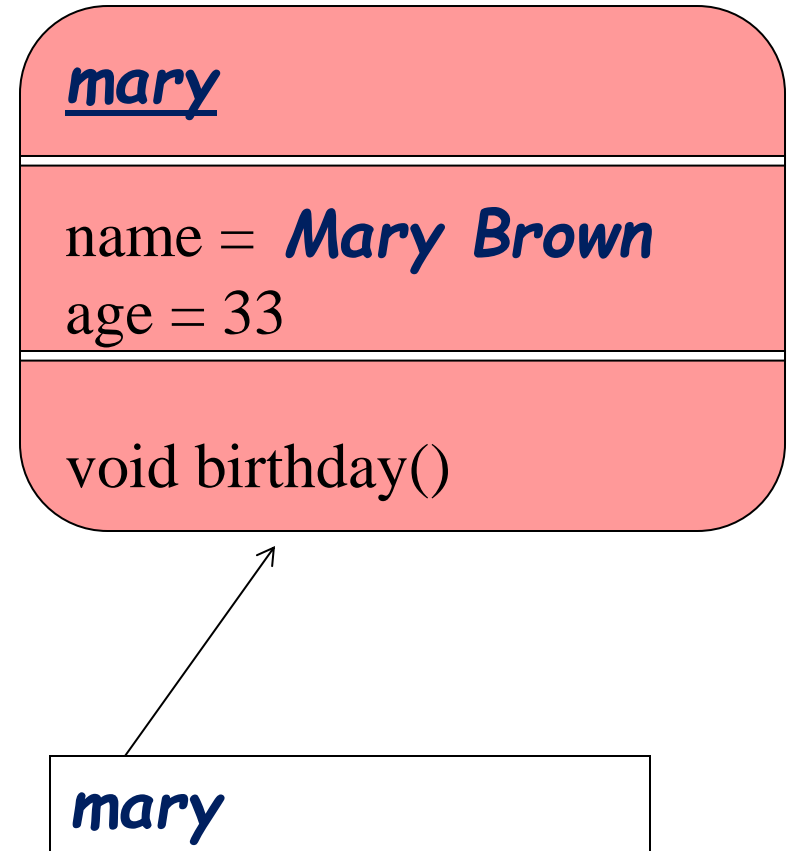 mary
name = Mary Brown
age = 33
void birthday()
mary